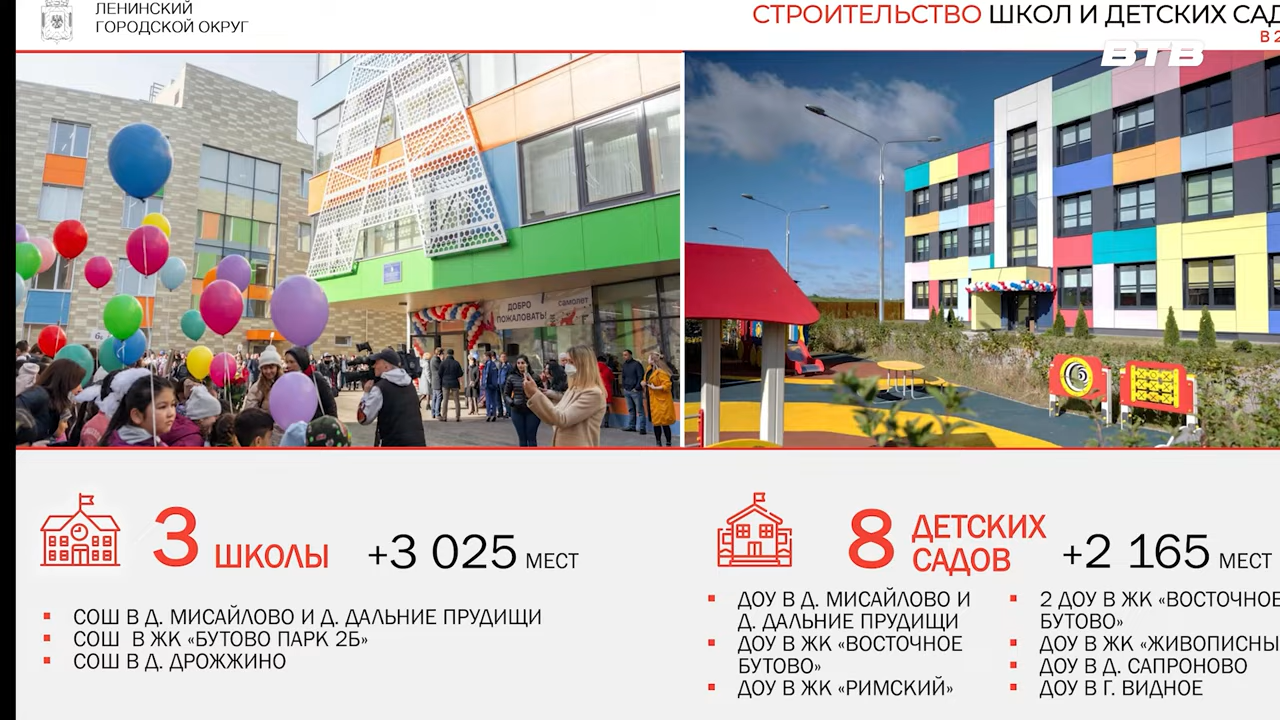 ЛЕНИНСКИЙ
ГОРОДСКОЙ ОКРУГ
СТРОИТЕЛЬСТВО ШКОЛ И ДЕТСКИХ САД
В 2
ВТВ
ДОБРО
ПОЖАЛОВАТЬ!
самолет
3 ШКОЛЫ
+3 025 МЕСТ
СОШ В Д. МИСАЙЛОВО И Д. ДАЛЬНИЕ ПРУДИЩИ
СОШ В ЖК «БУТОВО ПАРК 2Б»
СОШ В Д. ДРОЖЖИНО
8 ДЕТСКИХ
САДОВ
+2 165 МЕСТ
ДОУ В Д. МИСАЙЛОВО И
Д. ДАЛЬНИЕ ПРУДИЩИ
ДОУ В ЖК «ВОСТОЧНОЕ
БУТОВО»
ДОУ В ЖК «РИМСКИЙ»
2 ДОУ В ЖК «ВОСТОЧНОЕ
БУТОВО»
ДОУ В ЖК «ЖИВОПИСНЫ
ДОУ В Д. САПРОНОВО
ДОУ В Г. ВИДНОЕ